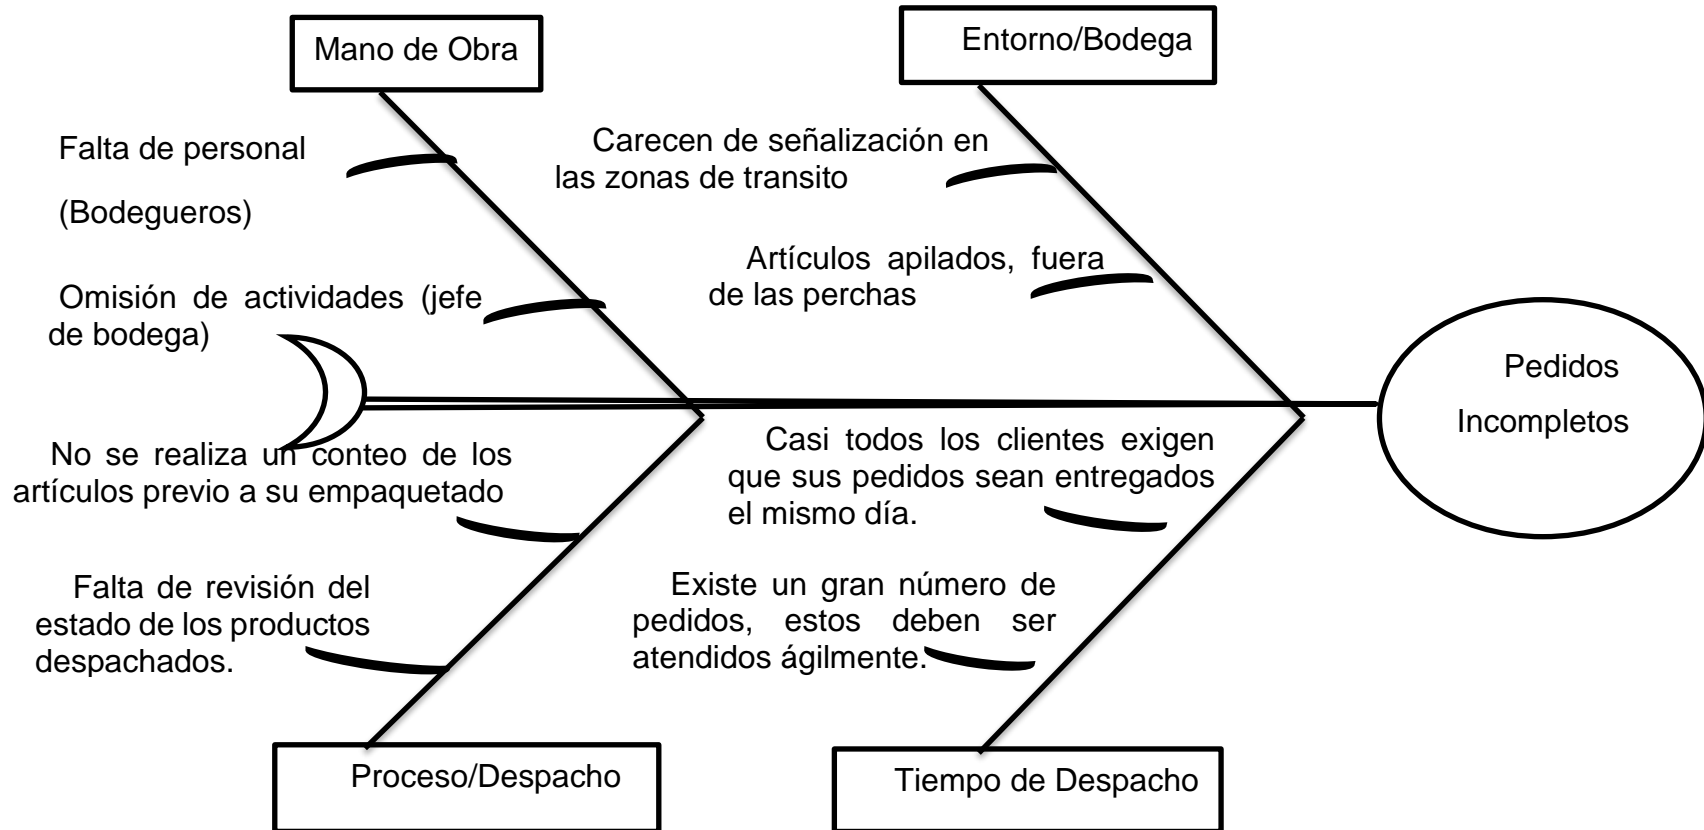 Mano de Obra
Entorno/Bodega
Falta de personal
(Bodegueros)
Carecen de señalización en
las zonas de transito
Omisión de actividades (jefe
de bodega)
Artículos apilados, fuera
de las perchas
Pedidos
Incompletos
No se realiza un conteo de los
artículos previo a su empaquetado
Casi todos los clientes exigen
que sus pedidos sean entregados
el mismo día.
Falta de revisión del
estado de los productos
despachados.
Existe un gran número de
pedidos, estos deben ser
atendidos ágilmente.
Proceso/Despacho
Tiempo de Despacho